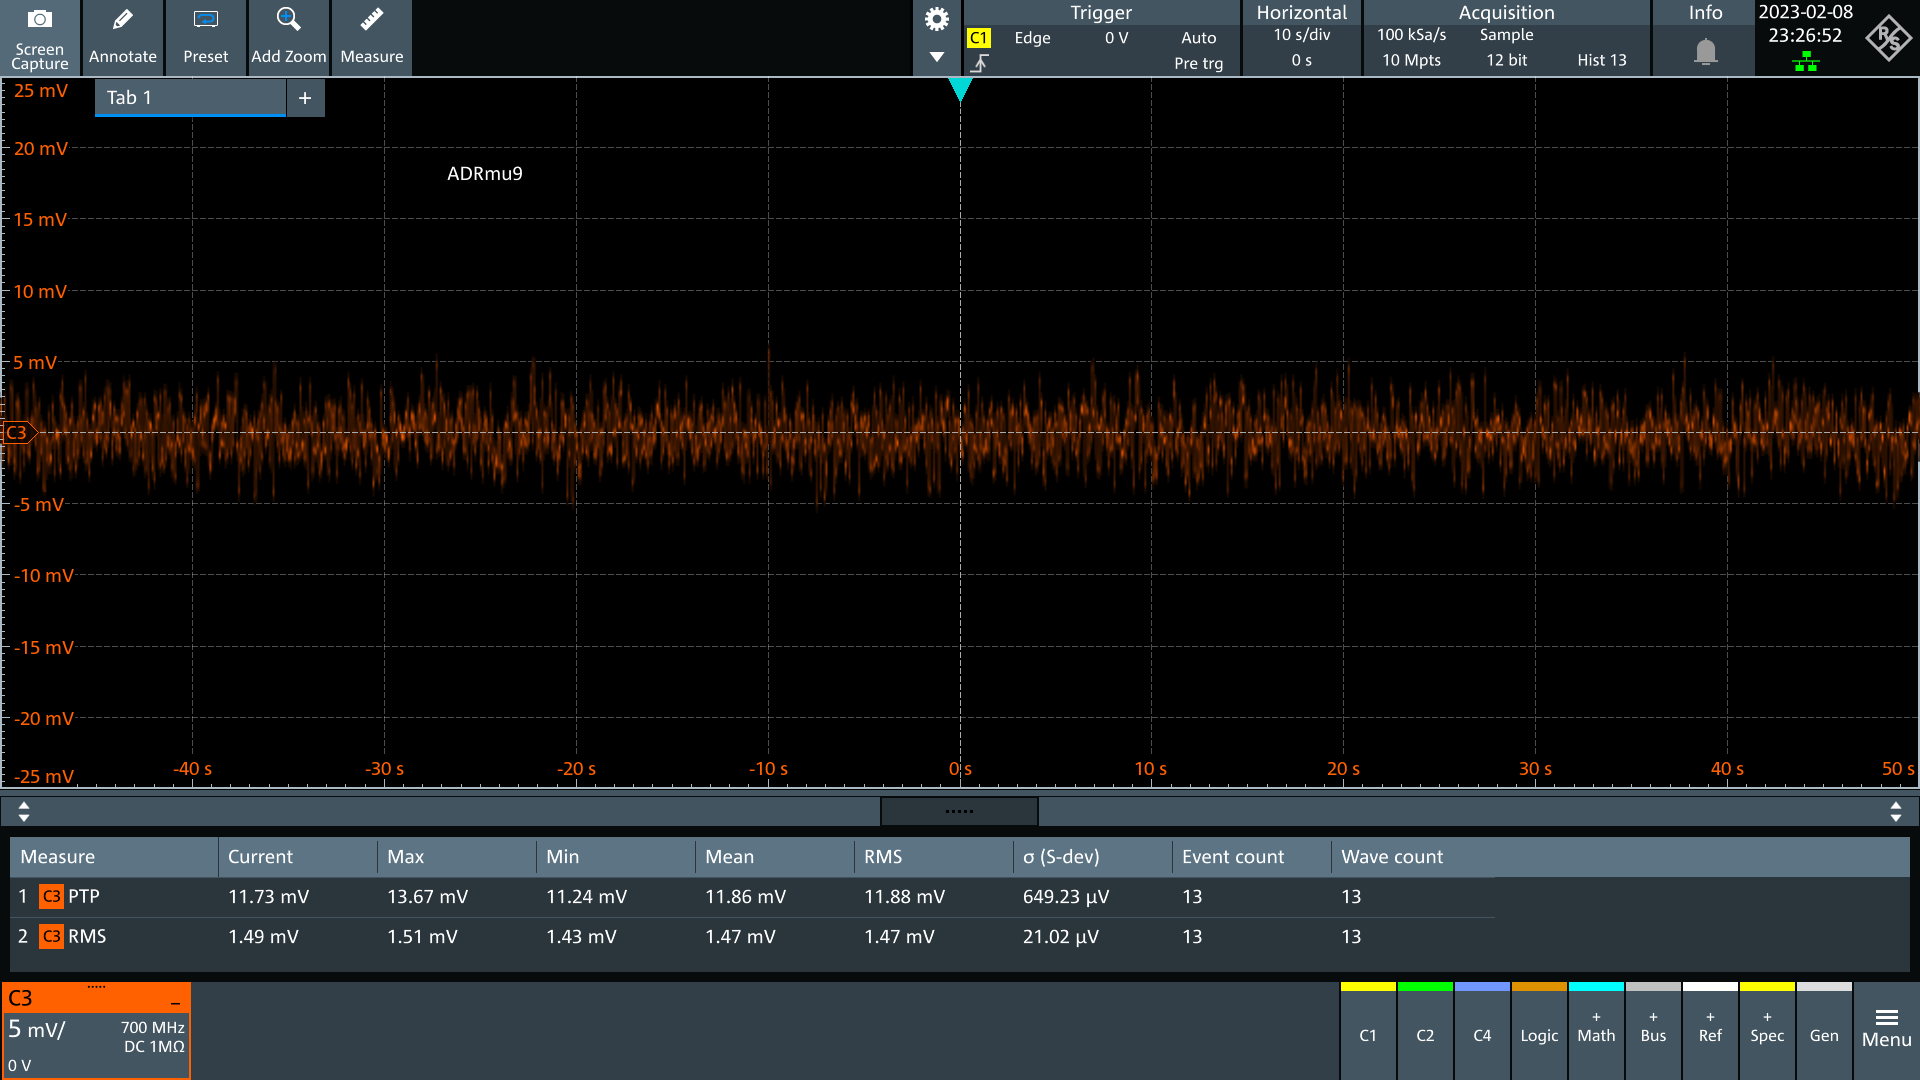 Screen
Capture
Annotate
Preset
Add Zoom
Measure
Trigger
C1 Edge 0 V Auto
Pre trg
Horizontal
10 s/div
0 s
Acquisition
100 kSa/s Sample
10 Mpts 12 bit Hist 13
Info
2023-02-08
23:26:52
R S
25 mV
Tab 1 +
20 mV
ADRmu9
15 mV
10 mV
5 mV
C3
-5 mV
-10 mV
-15 mV
-20 mV
-25 mV
-40 s -30 s -20 s -10 s 0 s 10 s 20 s 30 s 40 s 50 s
Measure Current Max Min Mean RMS σ (S-dev) Event count Wave count
1 C3 PTP 11.73 mV 13.67 mV 11.24 mV 11.86 mV 11.88 mV 649.23 µV 13 13
2 C3 RMS 1.49 mV 1.51 mV 1.43 mV 1.47 mV 1.47 mV 21.02 µV 13 13
C3
5 mV/ 700 MHz
DC 1MΩ
0 V
C1
C2
C4
Logic
+
Math
+
Bus
+
Ref
+
Spec
Gen
Menu